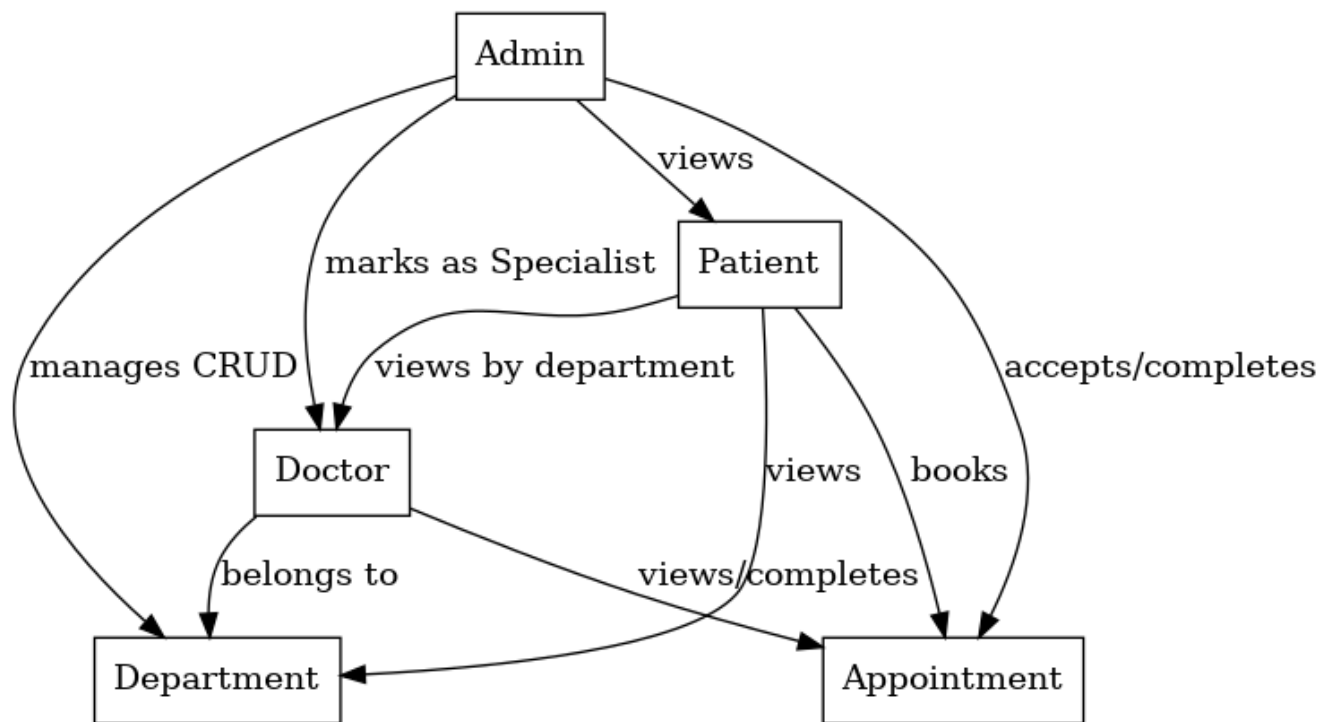 Admin
views
marks as Specialist
Patient
manages CRUD
views by department
accepts/completes
Doctor
views
books
belongs to
views/completes
Department
Appointment